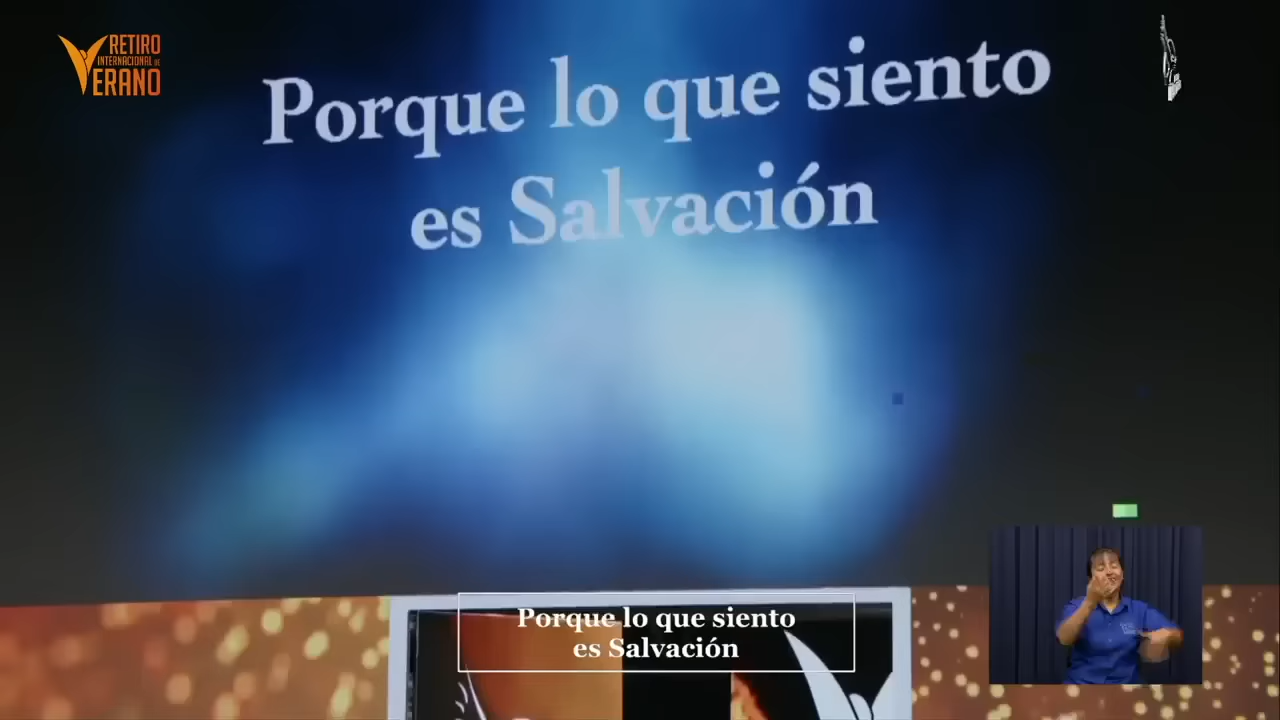 RETIRO
INTERNACIONAL DE
VERANO
Porque lo que siento
es Salvación
Porque lo que siento
es Salvación